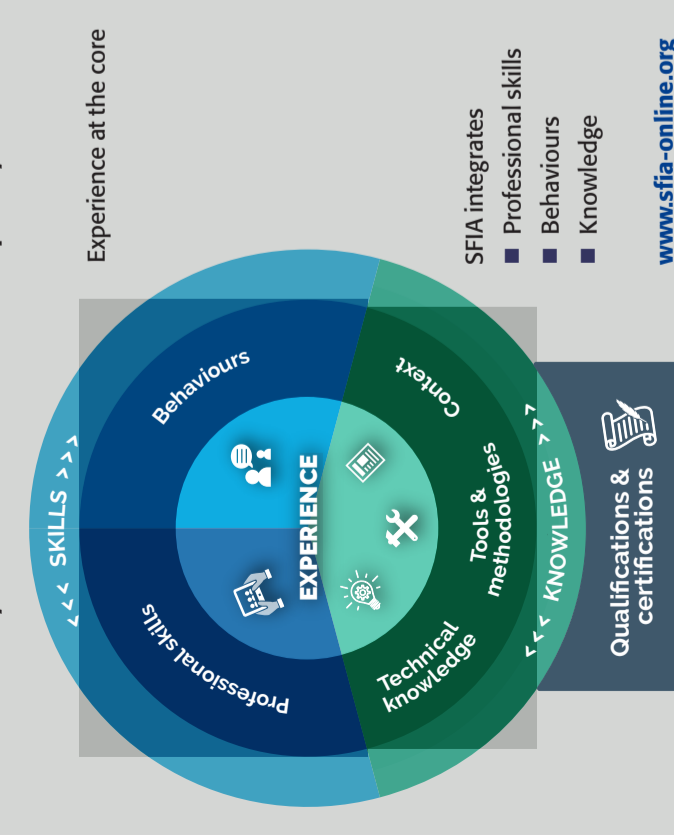 Experience at the core
<<< SKILLS >>>
Professional skills
Behaviours
EXPERIENCE
Technical
knowledge
Tools &
methodologies
Context
<<< KNOWLEDGE >>>
Qualifications &
certifications
SFIA integrates
■ Professional skills
■ Behaviours
■ Knowledge
www.sfia-online.org